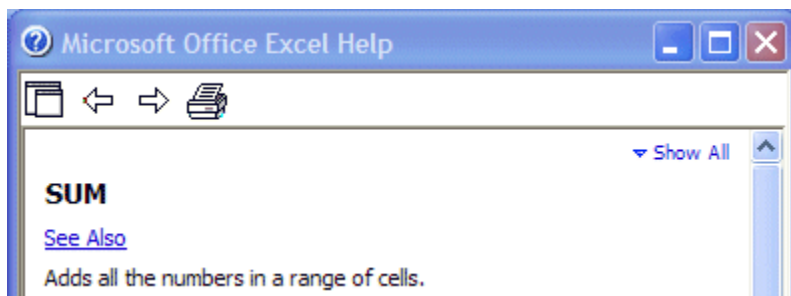 Microsoft Office Excel Help
Show All
SUM
See Also
Adds all the numbers in a range of cells.